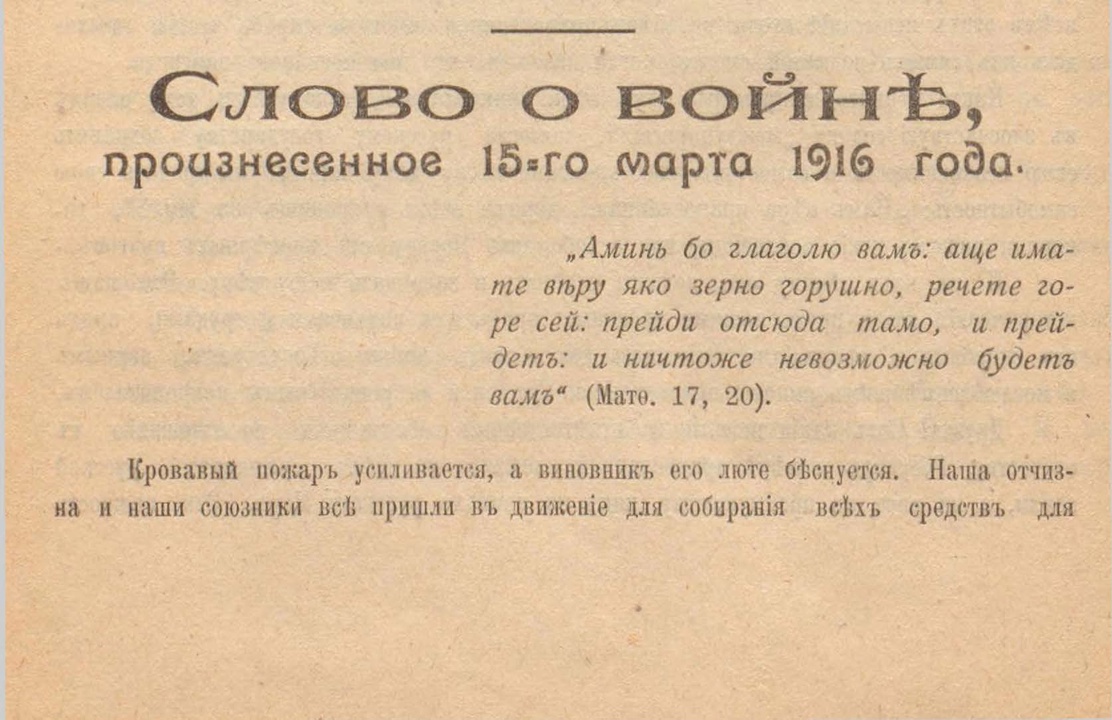 Слово о войнѣ,
произнесенное 15-го марта 1916 года.
„Аминь бо глаголю вамъ: аще има-
те вѣру яко зерно горушно, речете го-
ре сей: прейди отсюда тамо, и прей-
детъ: и ничтоже невозможно будетъ
вамъ“ (Матѳ. 17, 20).
Кровавый пожаръ усиливается, а виновникъ его люте бѣснуется. Наша отчиз-
на и наши союзники всѣ пришли въ движеніе для собиранія всѣхъ средствъ для